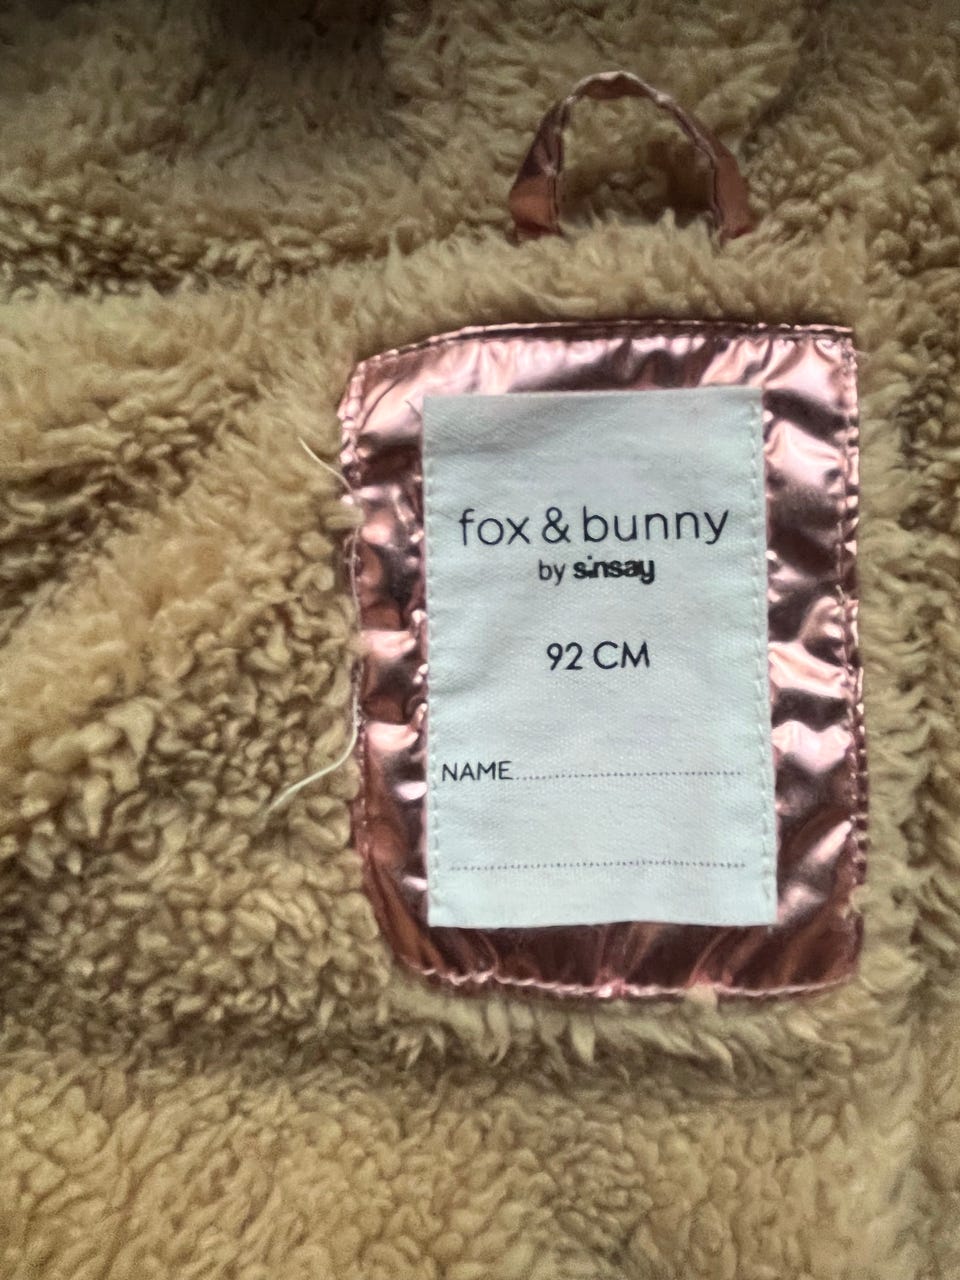 fox & bunny
by sinsay
92 CM
NAME..........................................
..........................................................